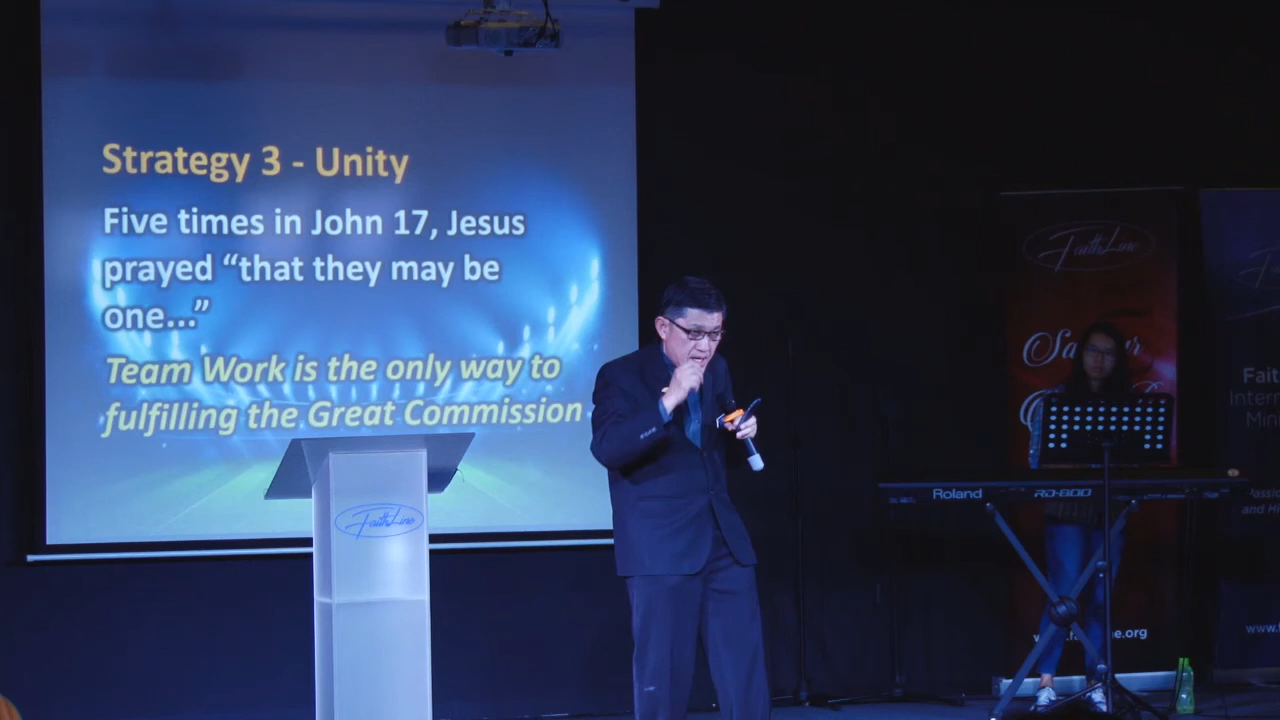 Strategy 3 - Unity
Five times in John 17, Jesus
prayed “that they may be
one...”
Team Work is the only way to
fulfilling the Great Commission
FaithLine
FaithLine
Roland
RD-800